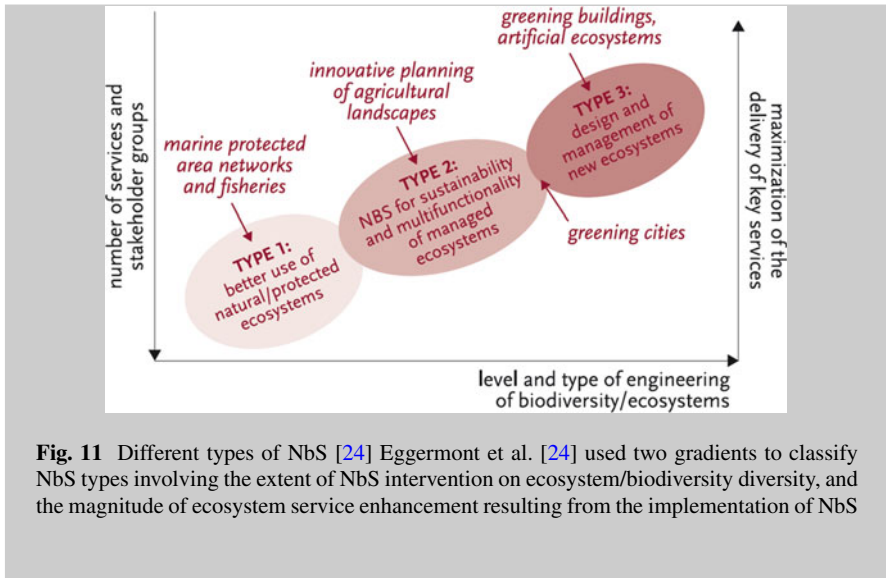 greening buildings,
artificial ecosystems
innovative planning
of agricultural
landscapes
marine protected
area networks
and fisheries
number of services and
stakeholder groups
TYPE 1:
better use of
natural/protected
ecosystems
TYPE 2:
NBS for sustainability
and multifunctionality
of managed
ecosystems
TYPE 3:
design and
management of
new ecosystems
greening cities
maximization of the
delivery of key services
level and type of engineering
of biodiversity/ecosystems
Fig. 11 Different types of NbS [24] Eggermont et al. [24] used two gradients to classify
NbS types involving the extent of NbS intervention on ecosystem/biodiversity diversity, and
the magnitude of ecosystem service enhancement resulting from the implementation of NbS